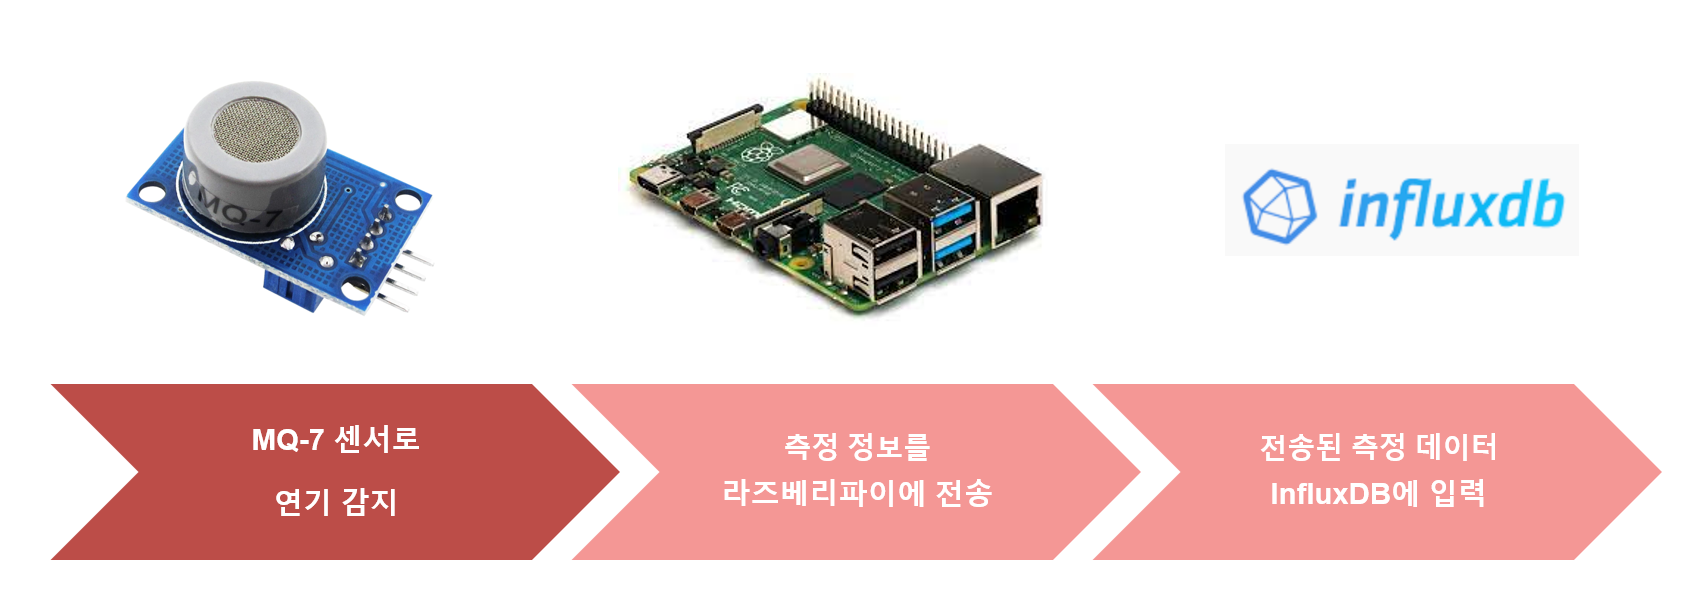 MQ-7
influxdb
MQ-7 센서로
연기 감지
측정 정보를
라즈베리파이에 전송
전송된 측정 데이터
InfluxDB에 입력